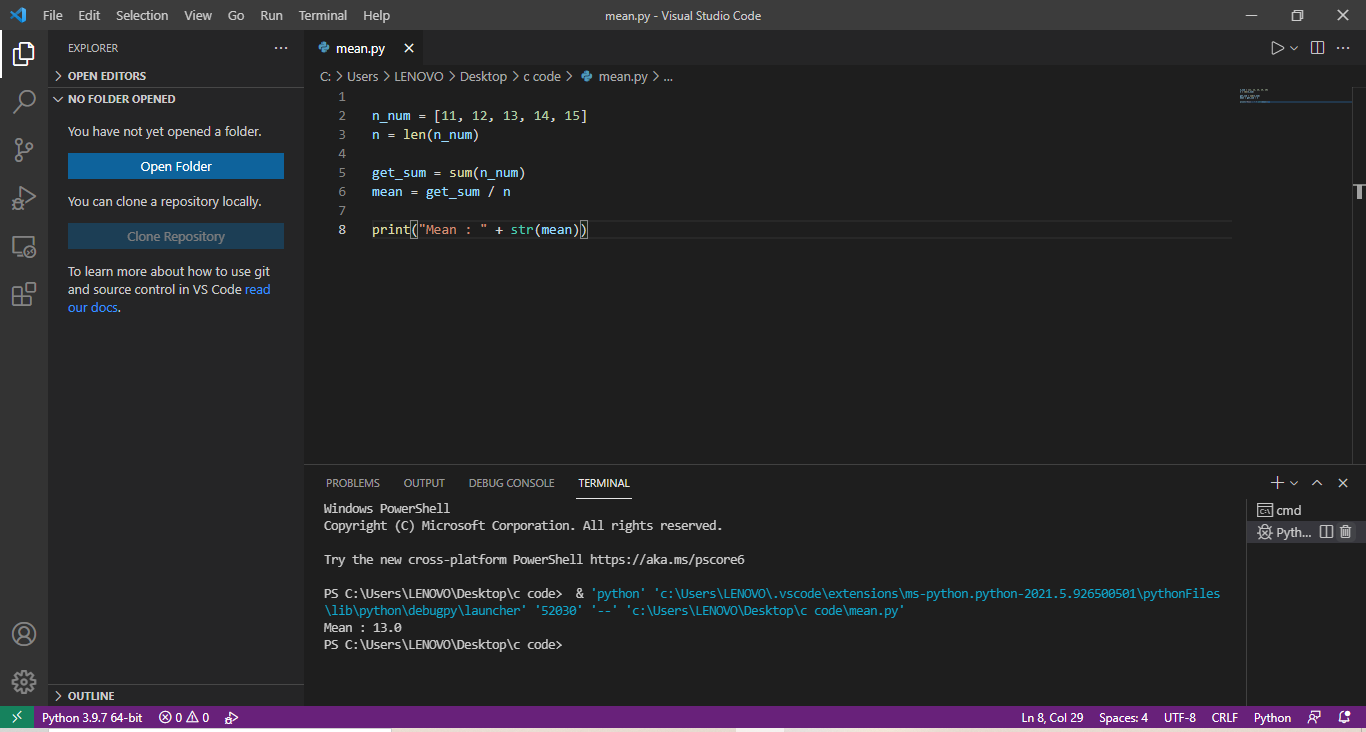 File Edit Selection View Go Run Terminal Help mean.py - Visual Studio Code
EXPLORER
OPEN EDITORS
NO FOLDER OPENED
You have not yet opened a folder.
Open Folder
You can clone a repository locally.
Clone Repository
To learn more about how to use git
and source control in VS Code read
our docs.
OUTLINE
mean.py
C: > Users > LENOVO > Desktop > c code > mean.py > ...
1
2 n_num = [11, 12, 13, 14, 15]
3 n = len(n_num)
4
5 get_sum = sum(n_num)
6 mean = get_sum / n
7
8 print("Mean : " + str(mean))
PROBLEMS OUTPUT DEBUG CONSOLE TERMINAL
Windows PowerShell
Copyright (C) Microsoft Corporation. All rights reserved.
Try the new cross-platform PowerShell https://aka.ms/pscore6
PS C:\Users\LENOVO\Desktop\c code>  & 'python' 'c:\Users\LENOVO\.vscode\extensions\ms-python.python-2021.5.926500501\pythonFiles
\lib\python\debugpy\launcher' '52030' '--' 'c:\Users\LENOVO\Desktop\c code\mean.py'
Mean : 13.0
PS C:\Users\LENOVO\Desktop\c code>
cmd
Pyth...
Python 3.9.7 64-bit 0 0 Ln 8, Col 29 Spaces: 4 UTF-8 CRLF Python